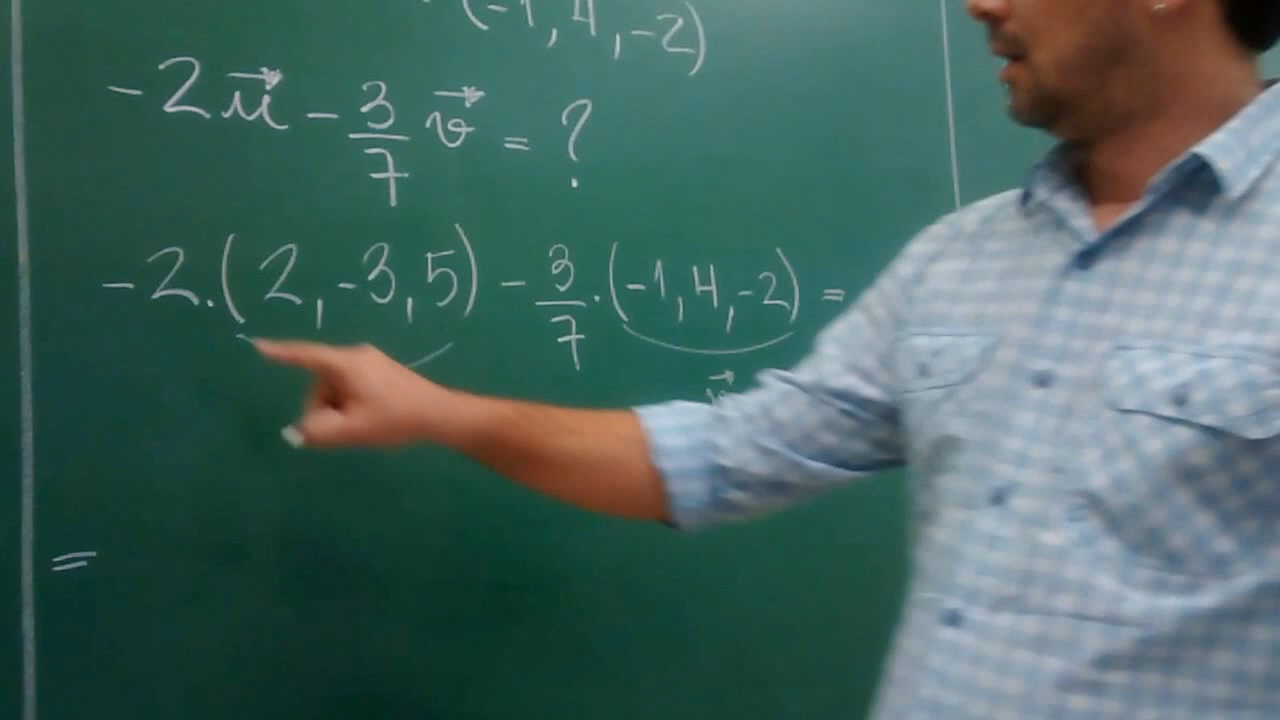 (-1, 4, -2)
-2u⃗ - 3/7 v⃗ = ?
-2.(2, -3, 5) - 3/7 .(-1, 4, -2) =
=